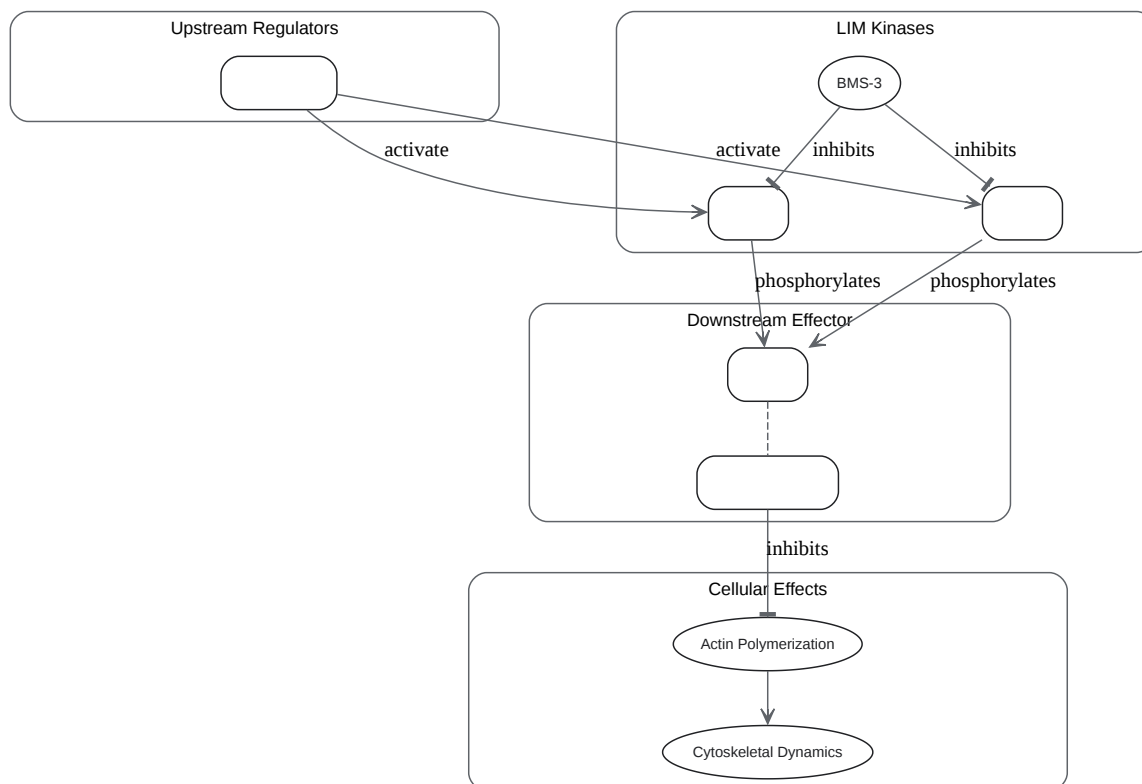 Upstream Regulators
LIM Kinases
BMS-3
activate
activate
inhibits
inhibits
phosphorylates
phosphorylates
Downstream Effector
inhibits
Cellular Effects
Actin Polymerization
Cytoskeletal Dynamics